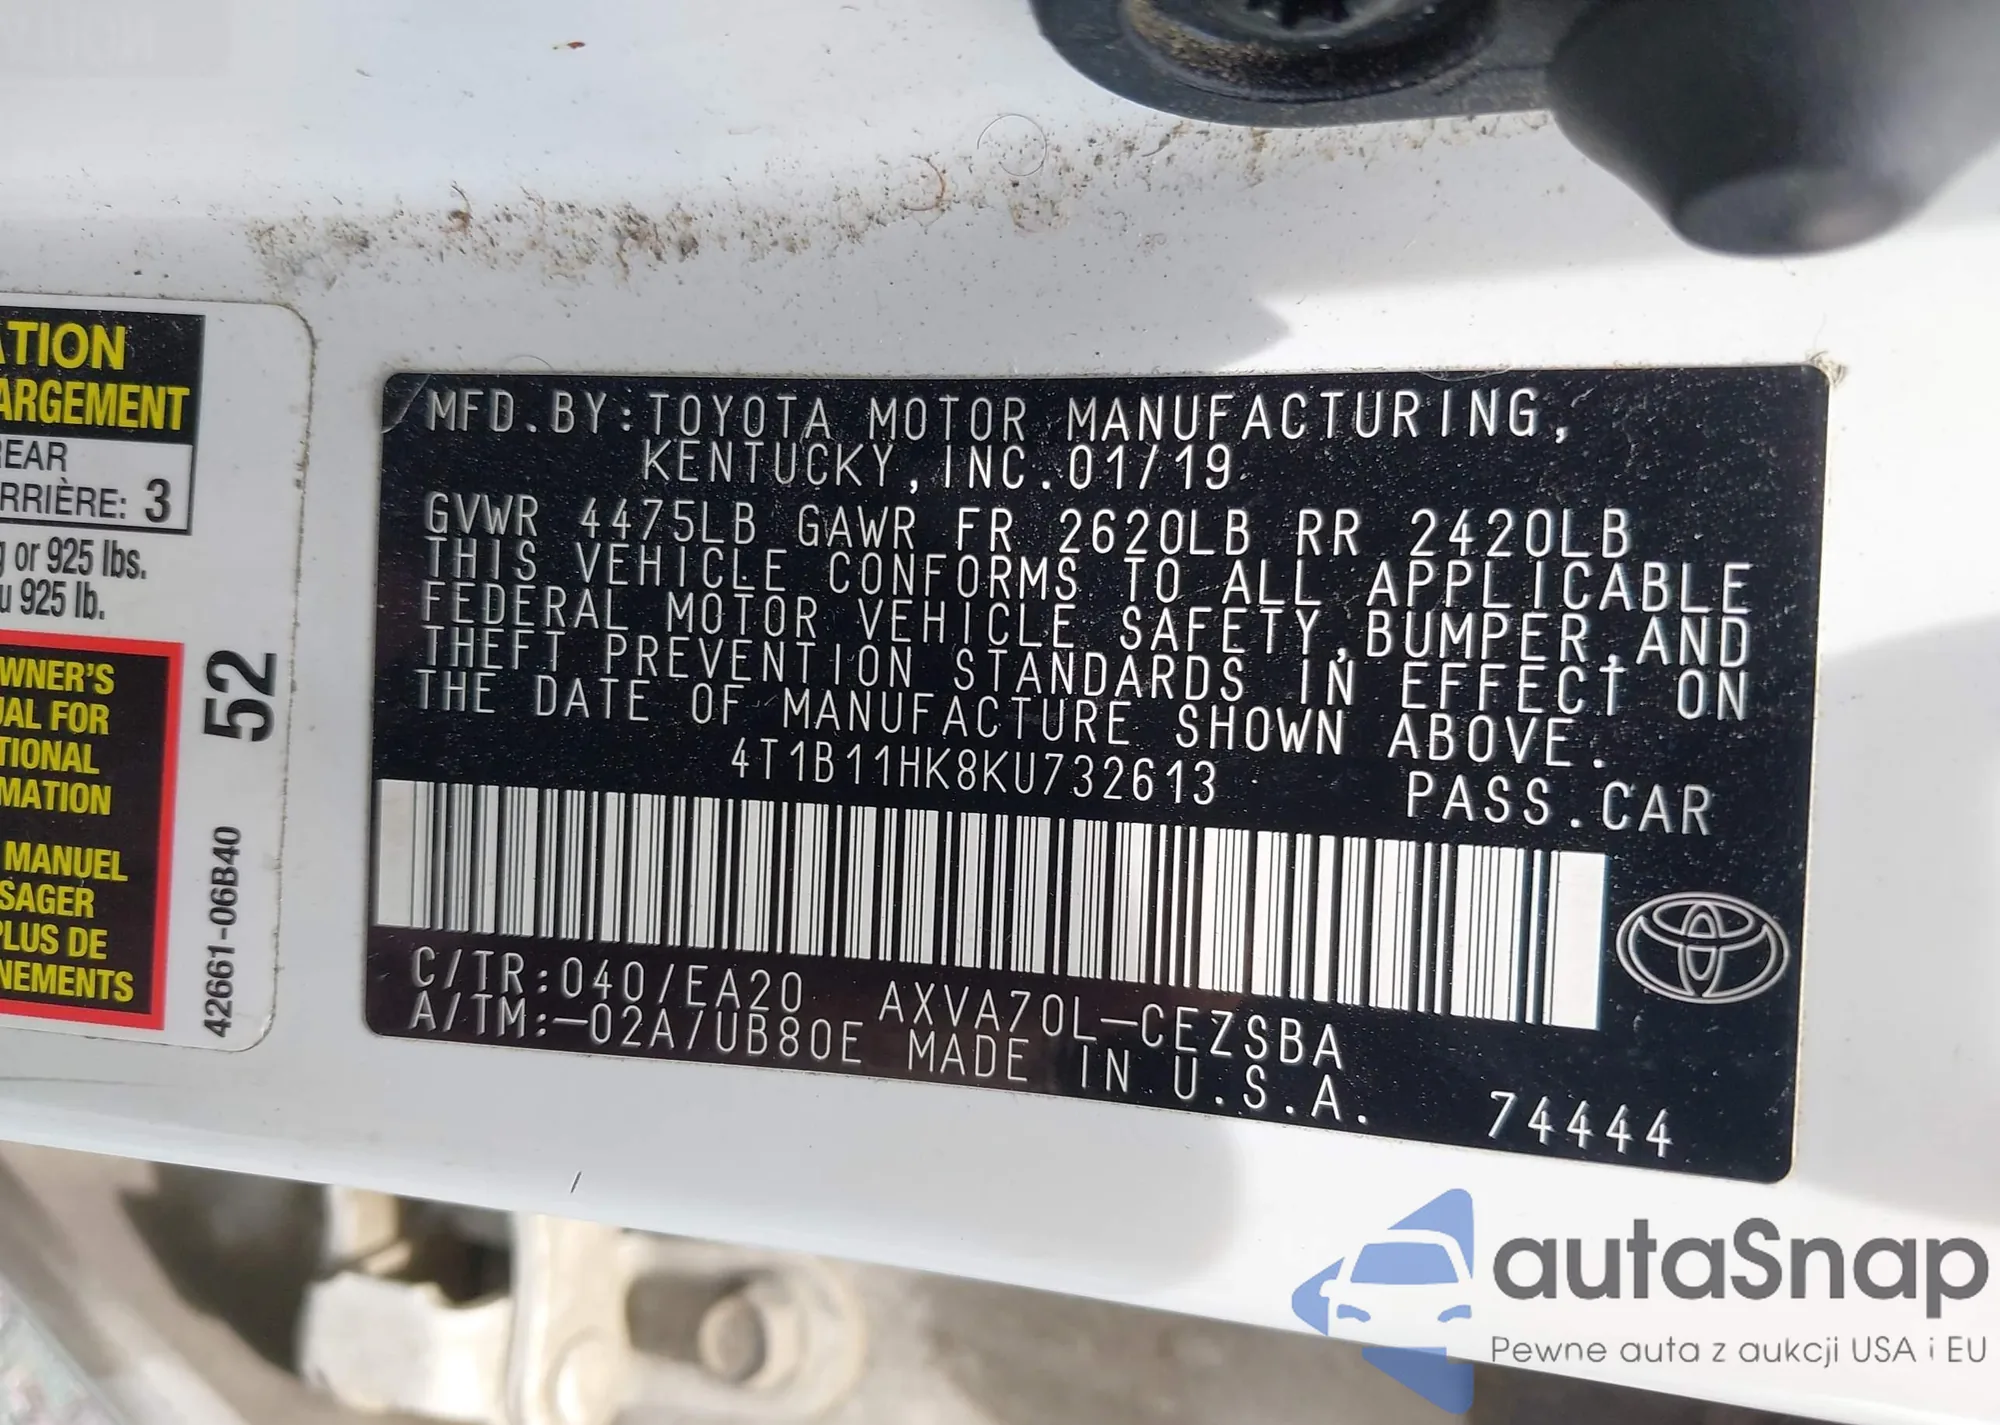 ATION
ARGEMENT
REAR
ARRIÈRE: 3
g or 925 lbs.
u 925 lb.
OWNER'S
UAL FOR
TIONAL
MATION
MANUEL
SAGER
PLUS DE
NEMENTS
52
42661-06B40
MFD.BY:TOYOTA MOTOR MANUFACTURING,
KENTUCKY,INC.01/19
GVWR 4475LB GAWR FR 2620LB RR 2420LB
THIS VEHICLE CONFORMS TO ALL APPLICABLE
FEDERAL MOTOR VEHICLE SAFETY,BUMPER,AND
THEFT PREVENTION STANDARDS IN EFFECT ON
THE DATE OF MANUFACTURE SHOWN ABOVE.
4T1B11HK8KU732613 PASS.CAR
C/TR:040/EA20 AXVA70L-CEZSBA
A/TM:-02A/UB80E MADE IN U.S.A.
74444
autaSnap
Pewne auta z aukcji USA i EU